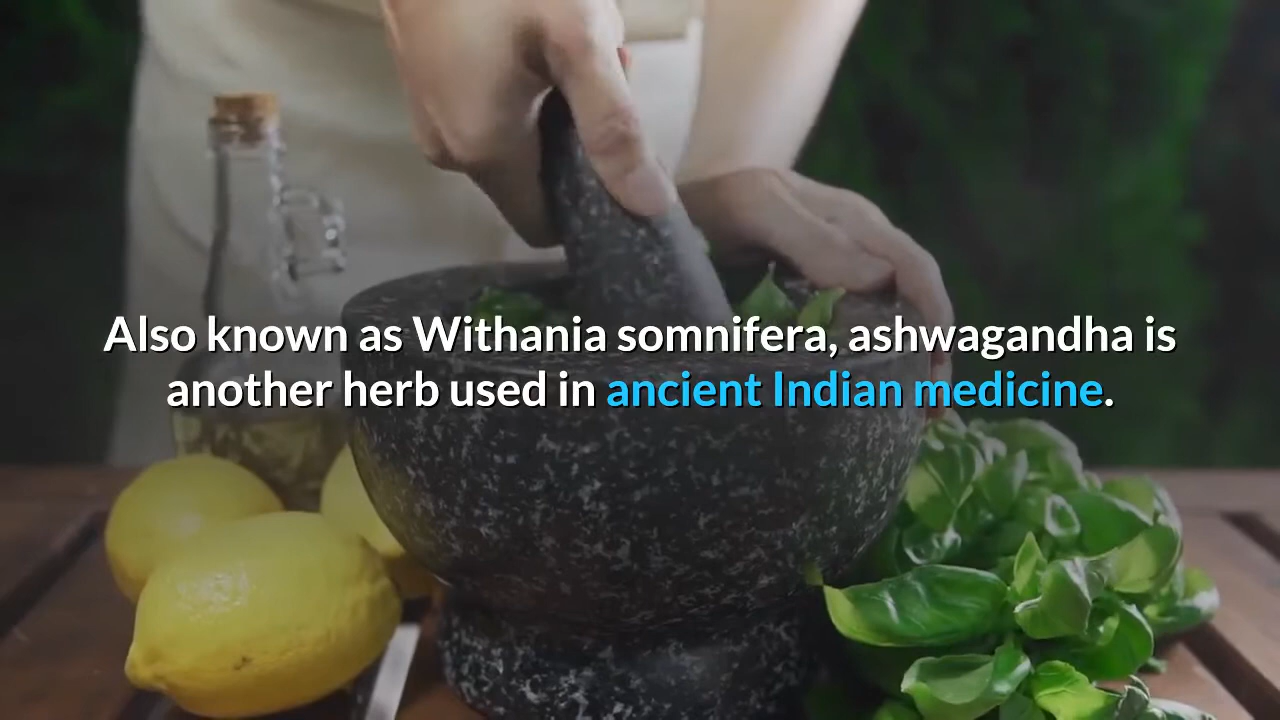 Also known as Withania somnifera, ashwagandha is
another herb used in ancient Indian medicine.